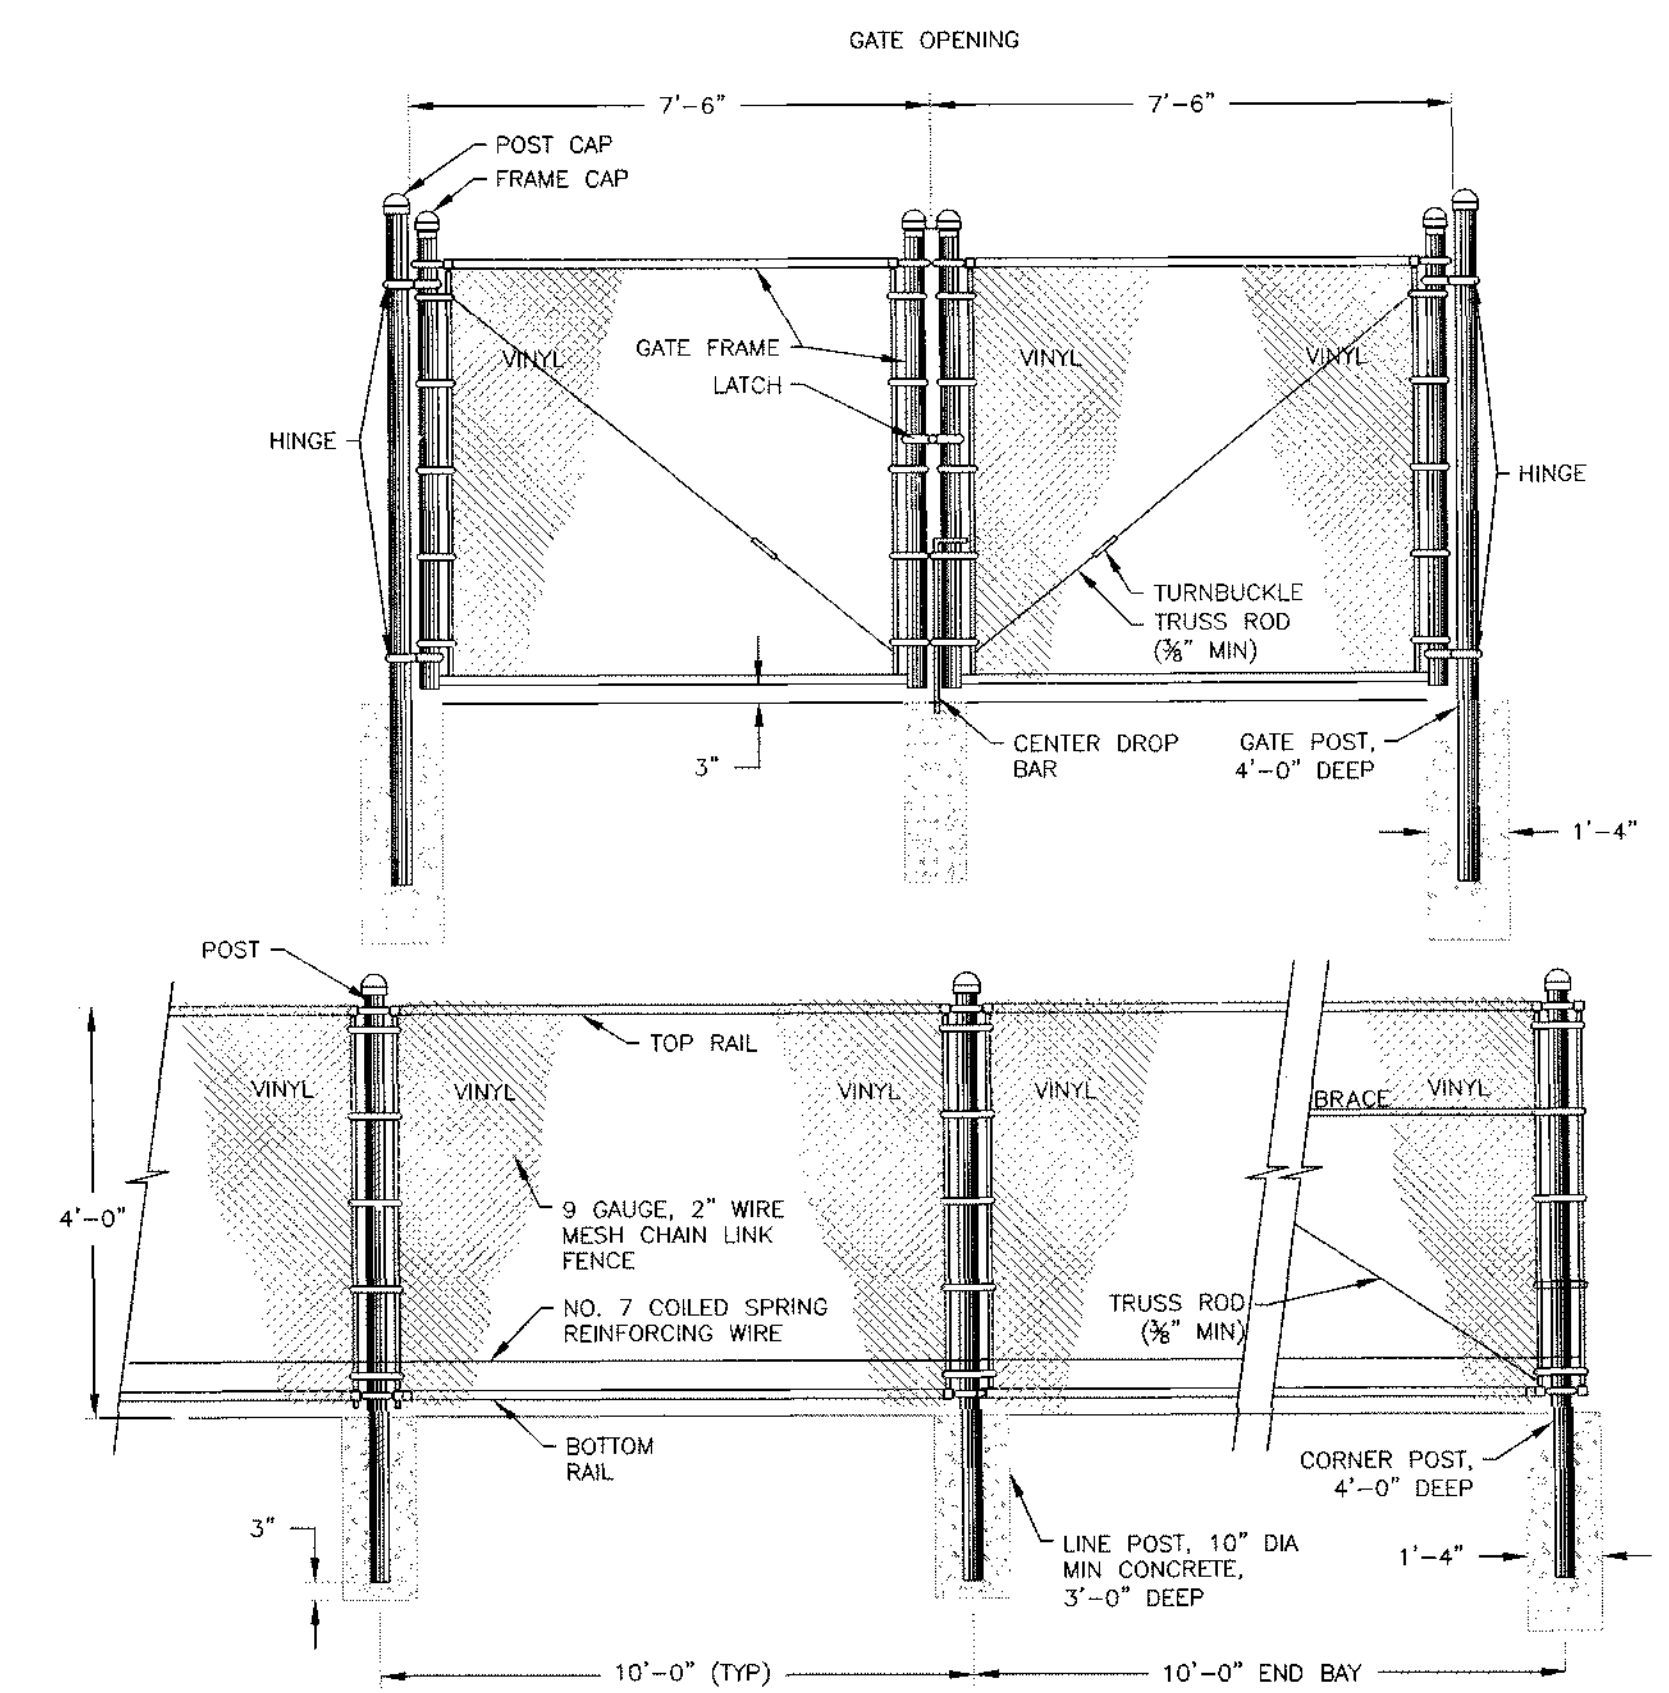 GATE OPENING
7'-6"
7'-6"
POST CAP
FRAME CAP
VINYL
GATE FRAME
VINYL
VINYL
LATCH
HINGE
HINGE
TURNBUCKLE
TRUSS ROD
(⅜" MIN)
CENTER DROP
BAR
GATE POST,
4'-0" DEEP
3"
1'-4"
POST
TOP RAIL
VINYL
VINYL
VINYL
VINYL
VINYL
BRACE
4'-0"
9 GAUGE, 2" WIRE
MESH CHAIN LINK
FENCE
NO. 7 COILED SPRING
REINFORCING WIRE
TRUSS ROD
(⅜" MIN)
BOTTOM
RAIL
CORNER POST,
4'-0" DEEP
3"
LINE POST, 10" DIA
MIN CONCRETE,
3'-0" DEEP
1'-4"
10'-0" (TYP)
10'-0" END BAY